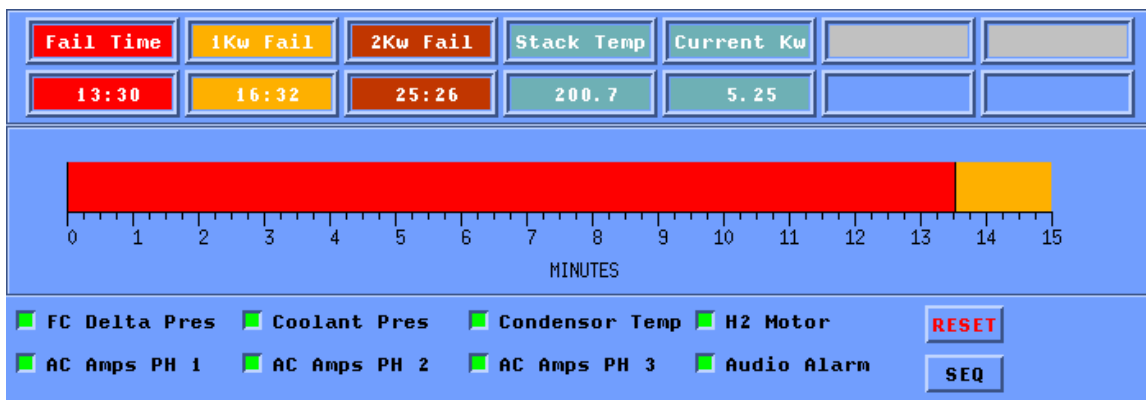 Fail Time 1Kw Fail 2Kw Fail Stack Temp Current Kw
13:30 16:32 25:26 200.7 5.25
0 1 2 3 4 5 6 7 8 9 10 11 12 13 14 15
MINUTES
FC Delta Pres Coolant Pres Condensor Temp H2 Motor RESET
AC Amps PH 1 AC Amps PH 2 AC Amps PH 3 Audio Alarm SEQ